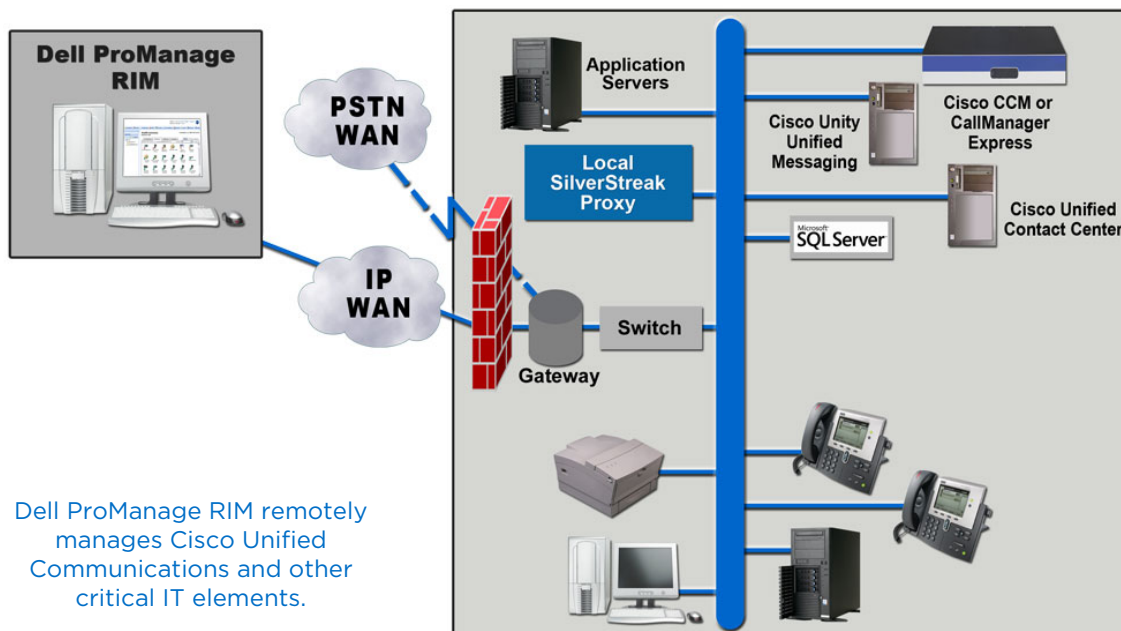 Dell ProManage
RIM
PSTN
WAN
IP
WAN
Application
Servers
Local
SilverStreak
Proxy
Cisco Unity
Unified
Messaging
Cisco CCM or
CallManager
Express
Cisco Unified
Contact Center
Microsoft
SQL Server
Switch
Gateway
Dell ProManage RIM remotely
manages Cisco Unified
Communications and other
critical IT elements.